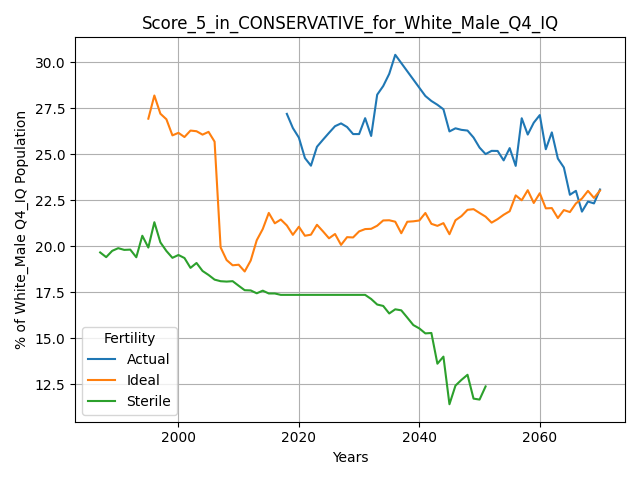 Score_5_in_CONSERVATIVE_for_White_Male_Q4_IQ
% of White_Male Q4_IQ Population
30.0
27.5
25.0
22.5
20.0
17.5
15.0
12.5
Fertility
Actual
Ideal
Sterile
2000
2020
2040
2060
Years